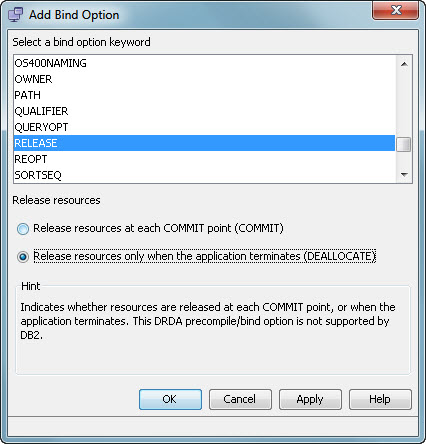 Add Bind Option
Select a bind option keyword
OS400NAMING
OWNER
PATH
QUALIFIER
QUERYOPT
RELEASE
REOPT
SORTSEQ
Release resources
Release resources at each COMMIT point (COMMIT)
Release resources only when the application terminates (DEALLOCATE)
Hint
Indicates whether resources are released at each COMMIT point, or when the
application terminates. This DRDA precompile/bind option is not supported by
DB2.
OK Cancel Apply Help